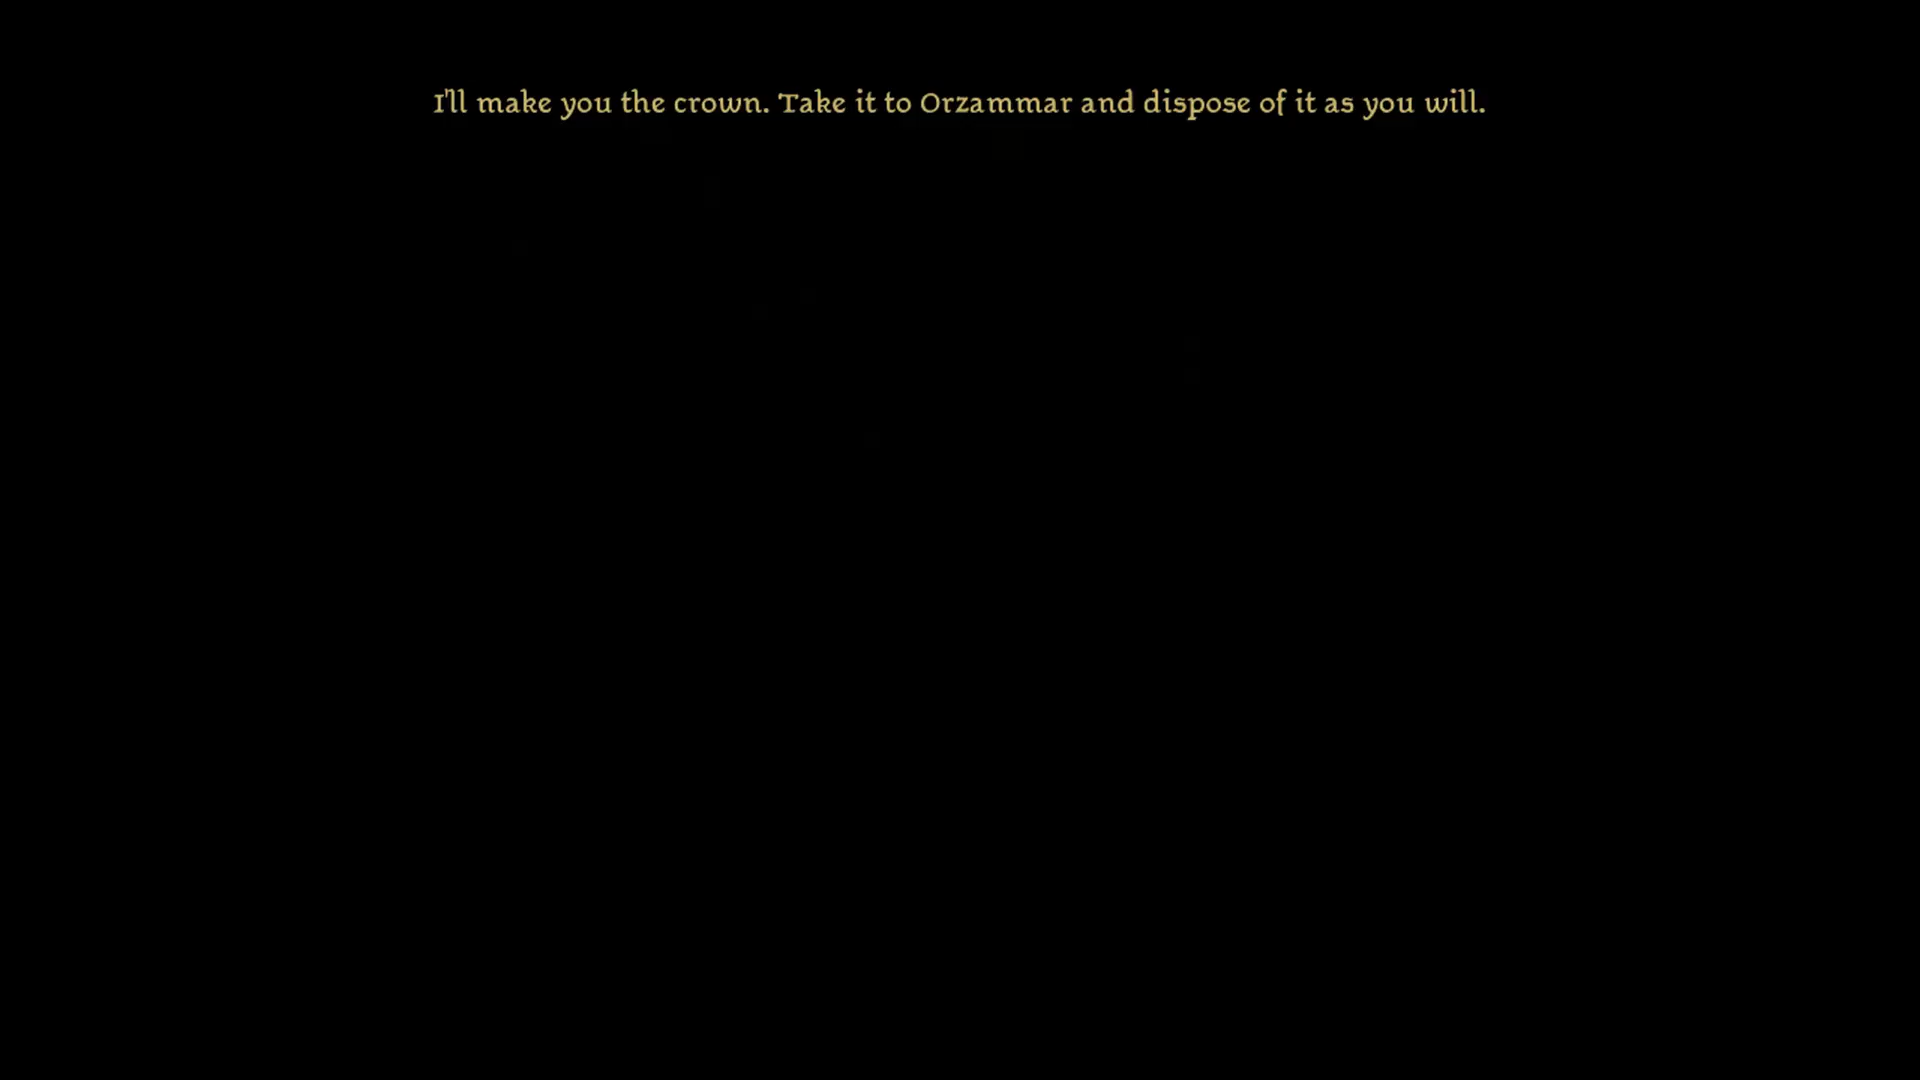 I'll make you the crown. Take it to Orzammar and dispose of it as you will.